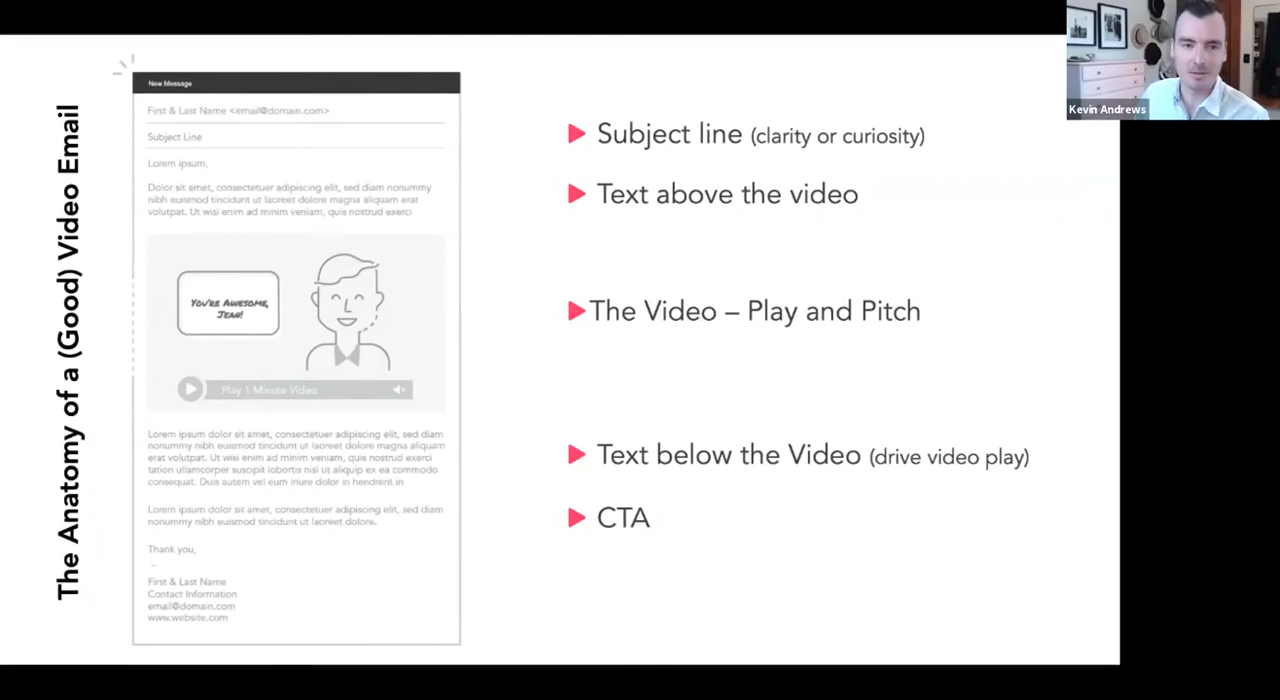 The Anatomy of a (Good) Video Email
New Message
First & Last Name <email@domain.com>
Subject Line
Lorem ipsum,
Dolor sit amet, consectetuer adipiscing elit, sed diam nonummy
nibh euismod tincidunt ut laoreet dolore magna aliquam erat
volutpat. Ut wisi enim ad minim veniam, quis nostrud exerci
YOU'RE AWESOME,
JEAN!
Play 1 Minute Video
Lorem ipsum dolor sit amet, consectetuer adipiscing elit, sed diam
nonummy nibh euismod tincidunt ut laoreet dolore magna aliquam
erat volutpat. Ut wisi enim ad minim veniam, quis nostrud exerci
tation ullamcorper suscipit lobortis nisl ut aliquip ex ea commodo
consequat. Duis autem vel eum iriure dolor in hendrerit in
Lorem ipsum dolor sit amet, consectetuer adipiscing elit, sed diam
nonummy nibh euismod tincidunt ut laoreet dolore.
Thank you,
--
First & Last Name
Contact Information
email@domain.com
www.website.com
Subject line (clarity or curiosity)
Text above the video
The Video – Play and Pitch
Text below the Video (drive video play)
CTA
Kevin Andrews